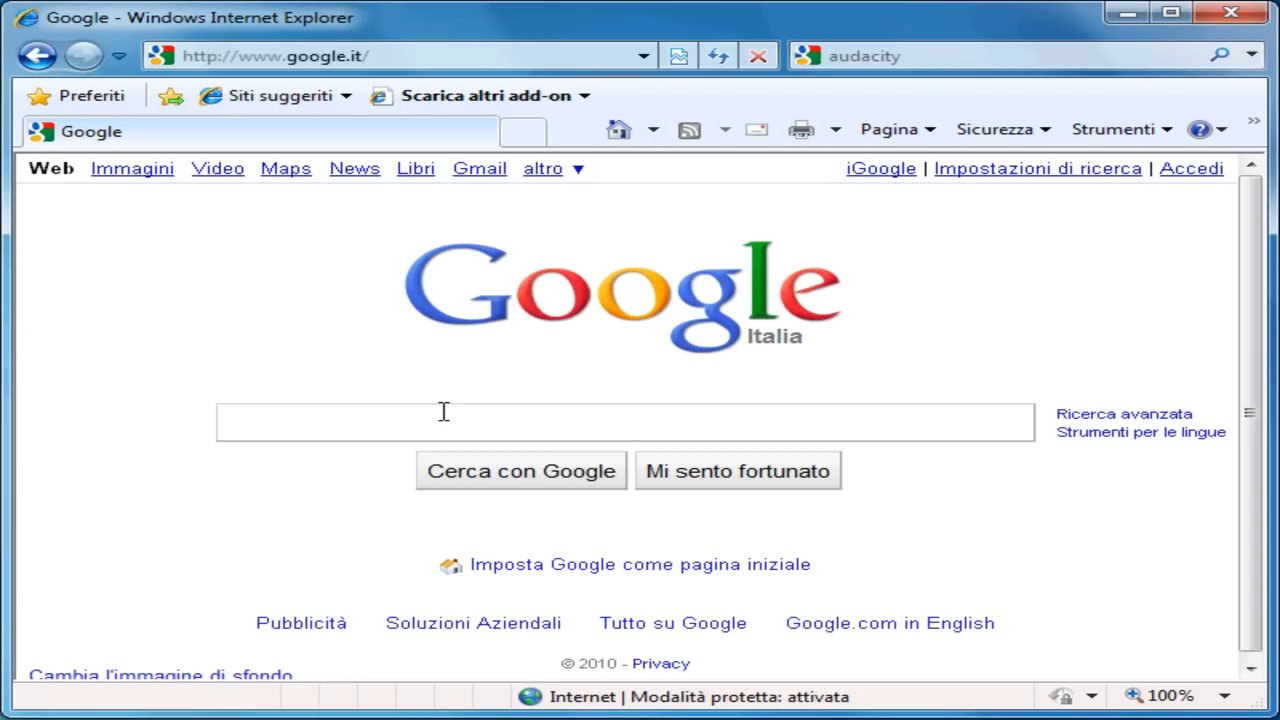 Google - Windows Internet Explorer
http://www.google.it/
audacity
Preferiti
Siti suggeriti
Scarica altri add-on
Google
Pagina
Sicurezza
Strumenti
Web Immagini Video Maps News Libri Gmail altro ▼
iGoogle | Impostazioni di ricerca | Accedi
Google
Italia
Ricerca avanzata
Strumenti per le lingue
Cerca con Google
Mi sento fortunato
Imposta Google come pagina iniziale
Pubblicità Soluzioni Aziendali Tutto su Google Google.com in English
© 2010 - Privacy
Cambia l'immagine di sfondo
Internet | Modalità protetta: attivata
100%